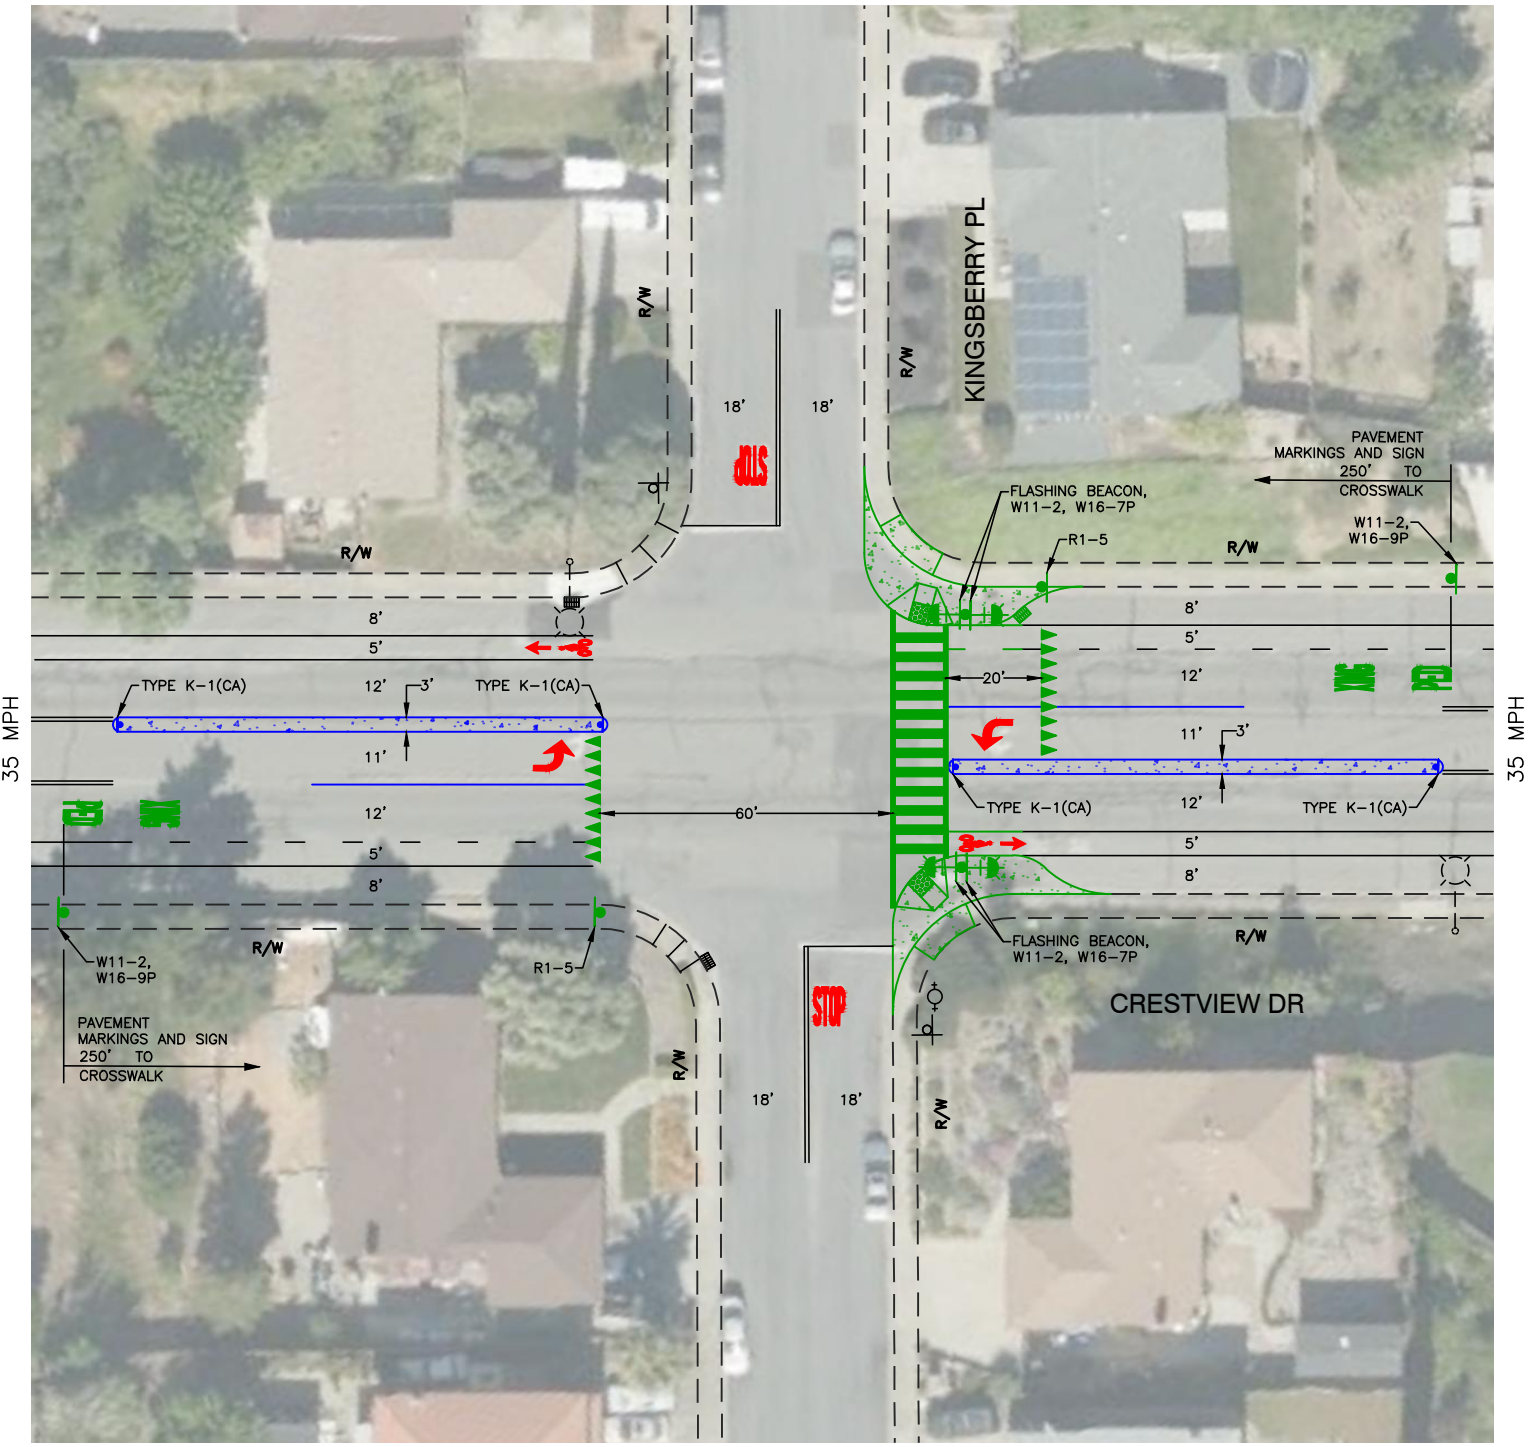 KINGSBERRY PL
R/W
R/W
18'
18'
STOP
PAVEMENT
MARKINGS AND SIGN
250' TO
CROSSWALK
FLASHING BEACON,
W11-2, W16-7P
R1-5
W11-2,
W16-9P
R/W
R/W
8'
8'
5'
5'
12'
12'
3'
20'
TYPE K-1(CA)
TYPE K-1(CA)
35 MPH
35 MPH
11'
11'
3'
12'
12'
60'
TYPE K-1(CA)
TYPE K-1(CA)
5'
5'
8'
8'
R/W
R/W
W11-2,
W16-9P
R1-5
FLASHING BEACON,
W11-2, W16-7P
STOP
CRESTVIEW DR
PAVEMENT
MARKINGS AND SIGN
250' TO
CROSSWALK
R/W
R/W
18'
18'